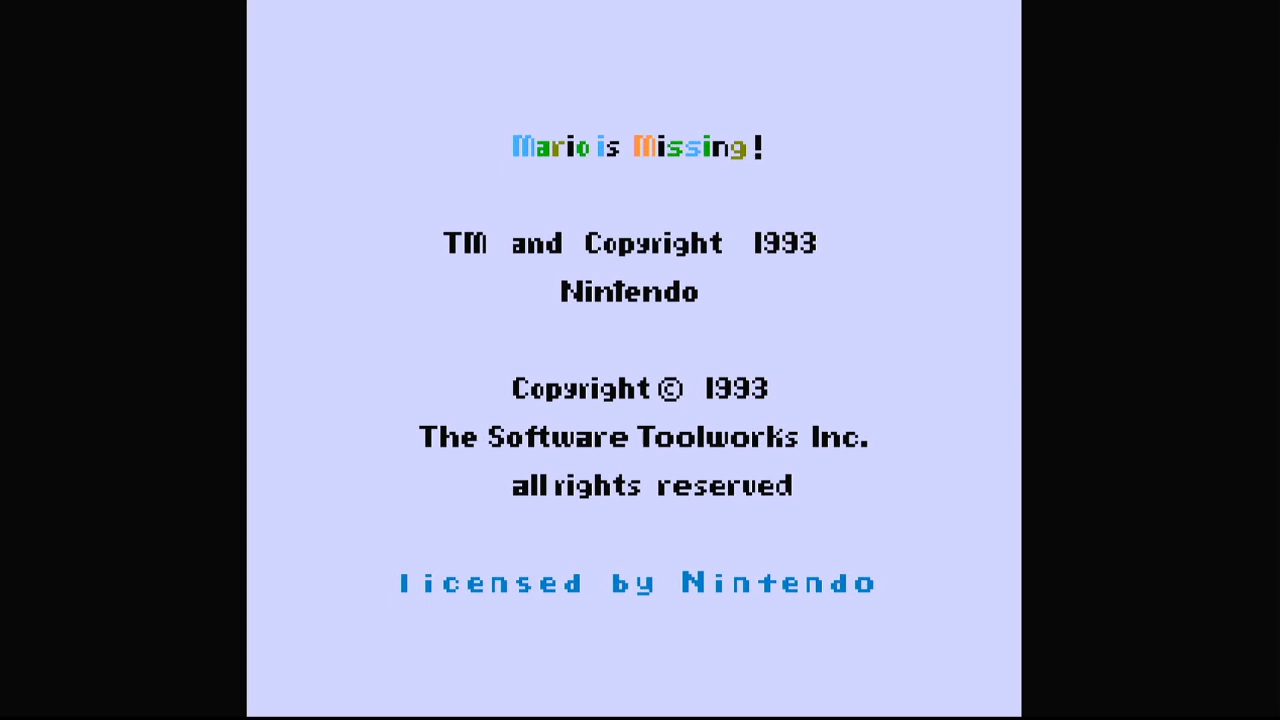 Mario is Missing!
TM and Copyright 1993
Nintendo
Copyright © 1993
The Software Toolworks Inc.
all rights reserved
licensed by Nintendo